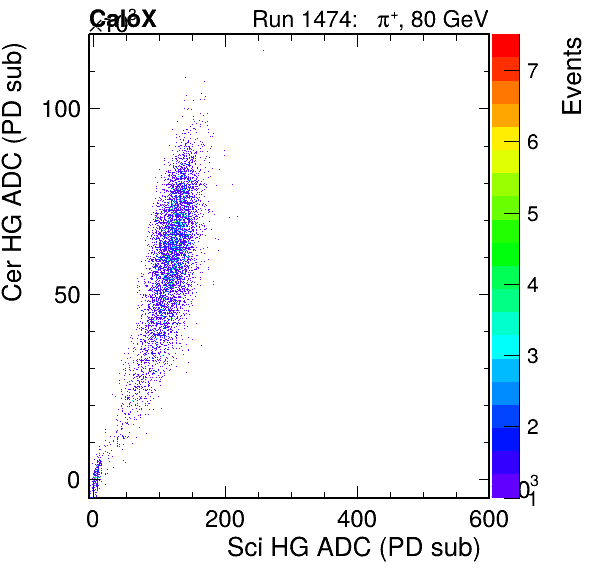 CaloX Run 1474: π+, 80 GeV
×10³
Cer HG ADC (PD sub)
100
50
0
0 200 400 600
Sci HG ADC (PD sub)
Events
7
6
5
4
3
2
1